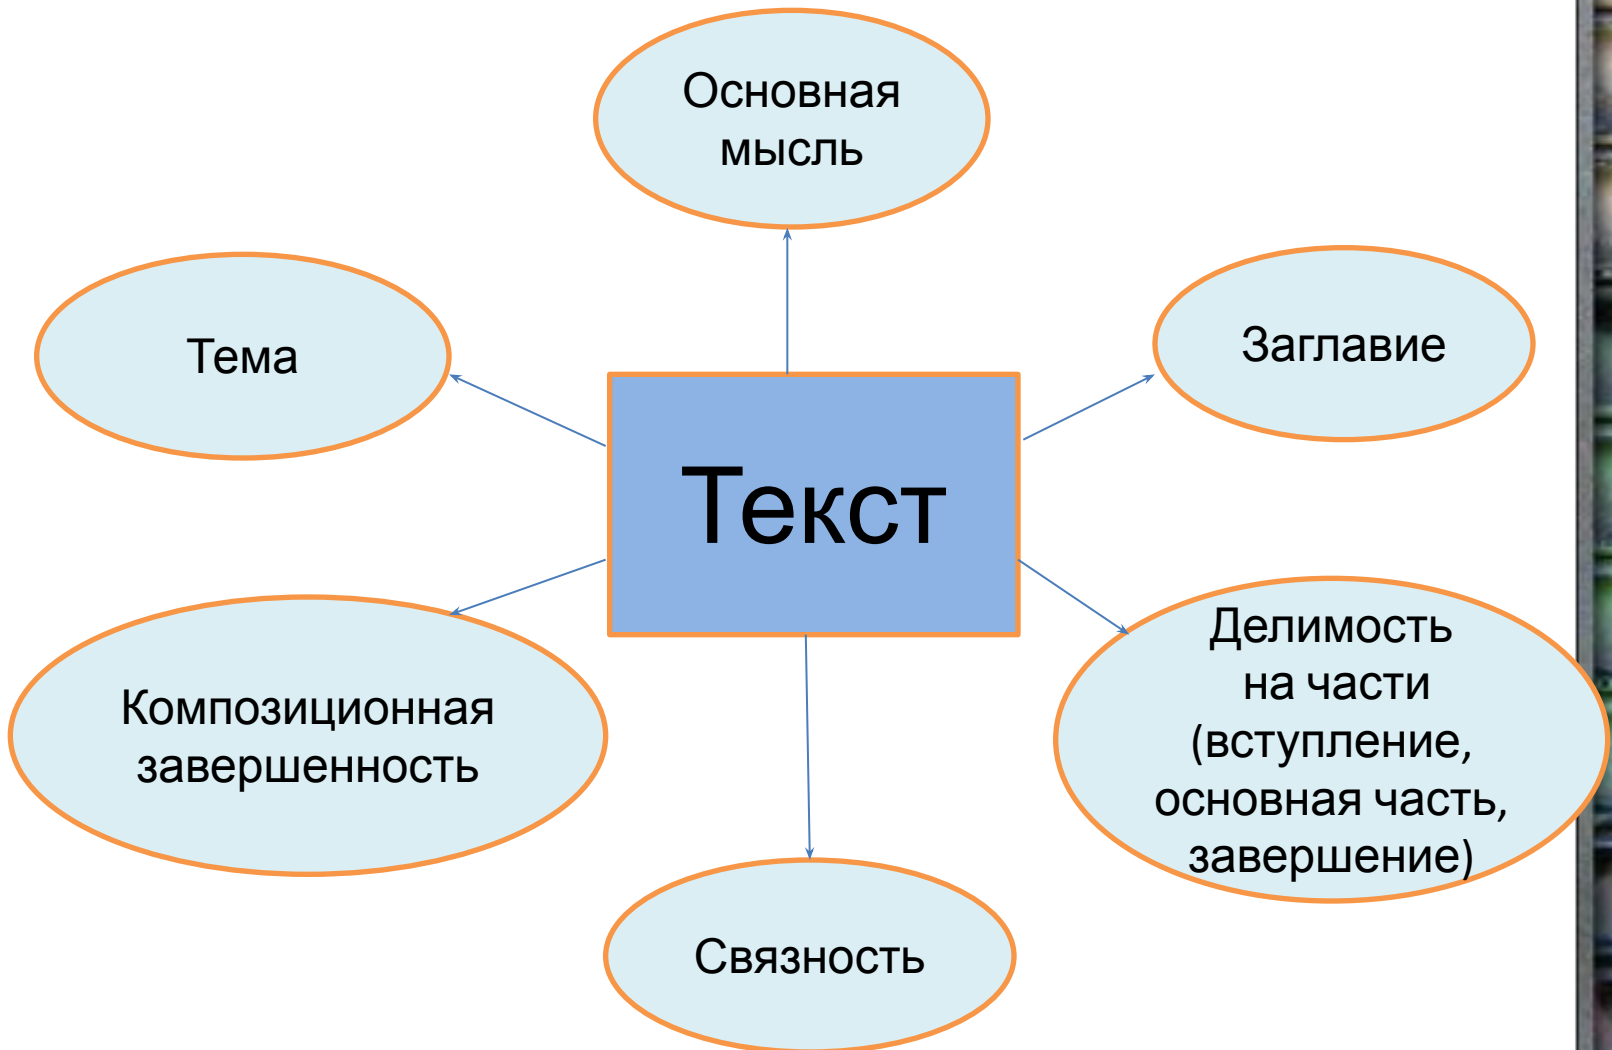 Основная
мысль
Тема
Заглавие
Текст
Композиционная
завершенность
Делимость
на части
(вступление,
основная часть,
завершение)
Связность